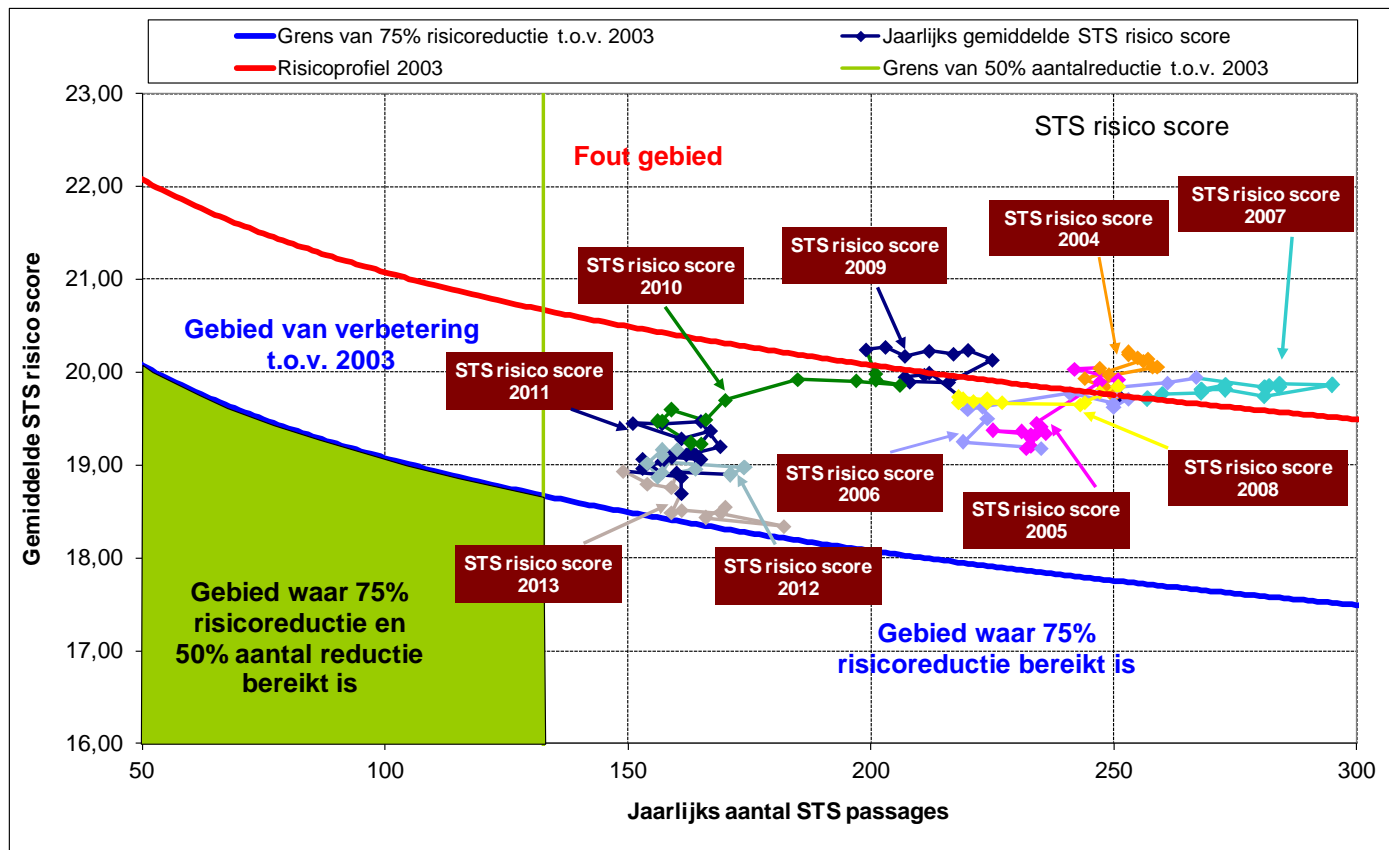 Grens van 75% risicoreductie t.o.v. 2003
Jaarlijks gemiddelde STS risico score
Risicoprofiel 2003
Grens van 50% aantalreductie t.o.v. 2003
Gemiddelde STS risico score
23,00
22,00
21,00
20,00
19,00
18,00
17,00
16,00
STS risico score
Fout gebied
STS risico score
2007
STS risico score
2004
STS risico score
2009
STS risico score
2010
Gebied van verbetering
t.o.v. 2003
STS risico score
2011
STS risico score
2006
STS risico score
2005
STS risico score
2008
STS risico score
2013
STS risico score
2012
Gebied waar 75%
risicoreductie en
50% aantal reductie
bereikt is
Gebied waar 75%
risicoreductie bereikt is
50
100
150
200
250
300
Jaarlijks aantal STS passages